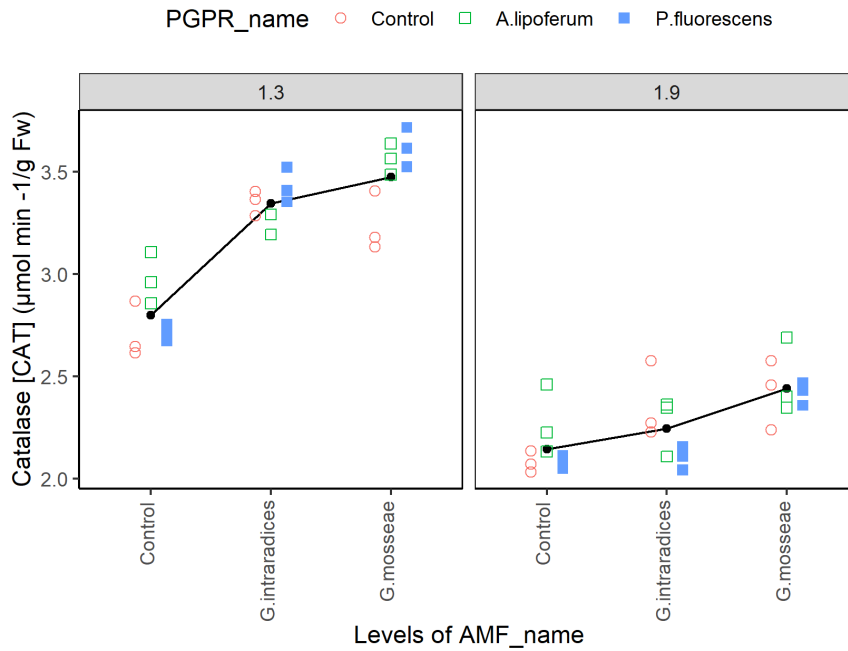 PGPR_name Control A.lipoferum P.fluorescens
1.3 1.9
Catalase [CAT] (μmol min -1/g Fw)
3.5
3.0
2.5
2.0
Control G.intraradices G.mosseae Control G.intraradices G.mosseae
Levels of AMF_name